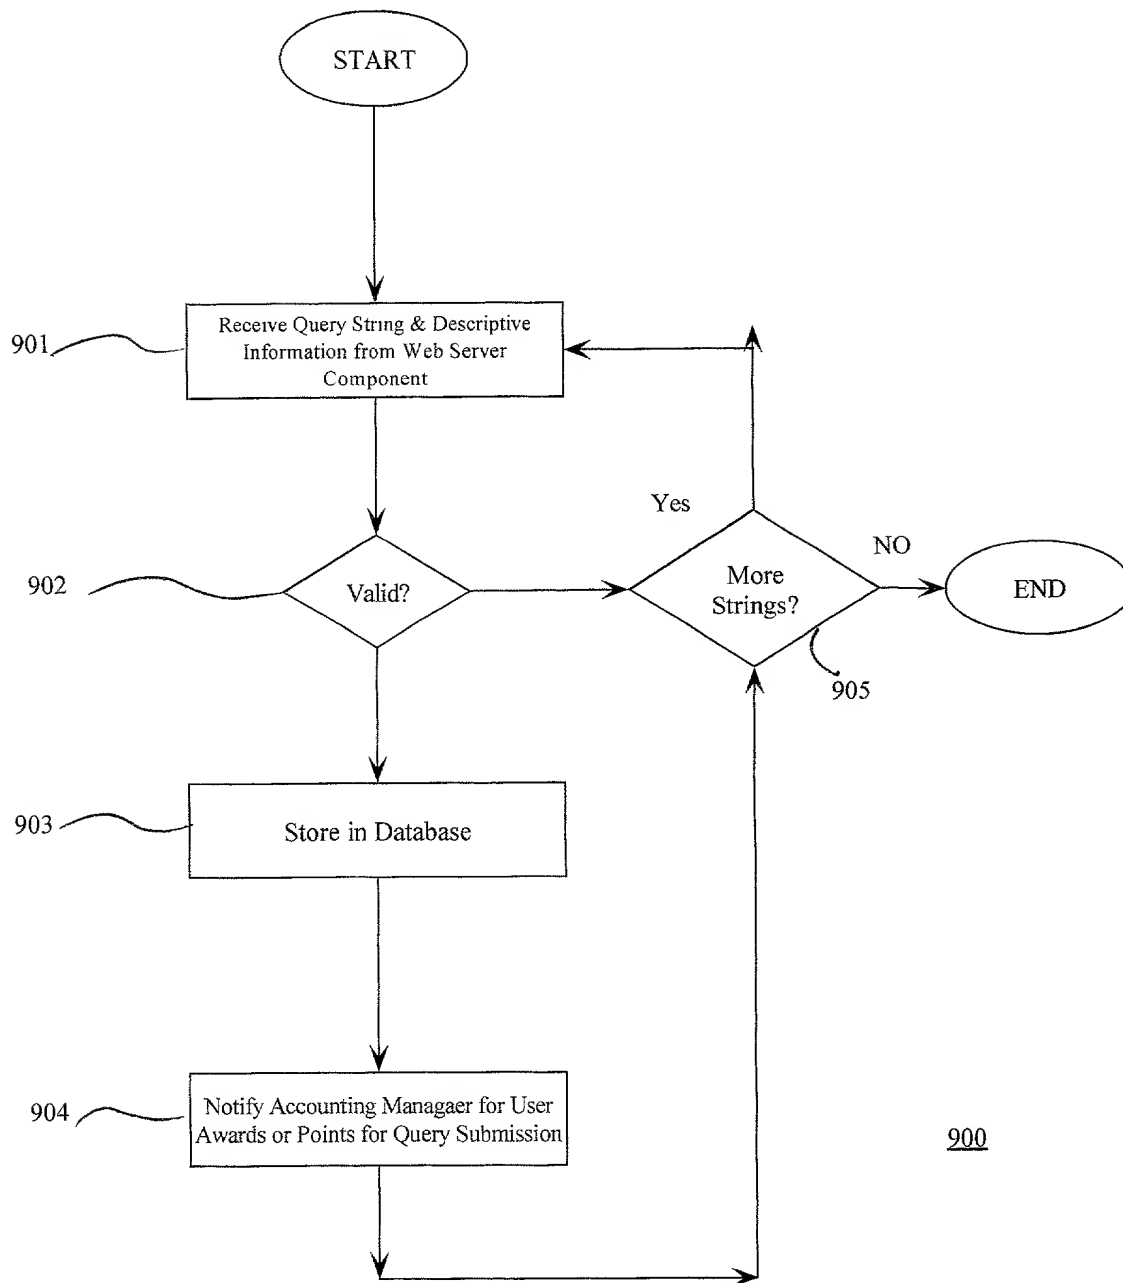 START
901
Receive Query String & Descriptive
Information from Web Server
Component
Yes
NO
902
Valid?
More
Strings?
END
905
903
Store in Database
904
Notify Accounting Managaer for User
Awards or Points for Query Submission
900